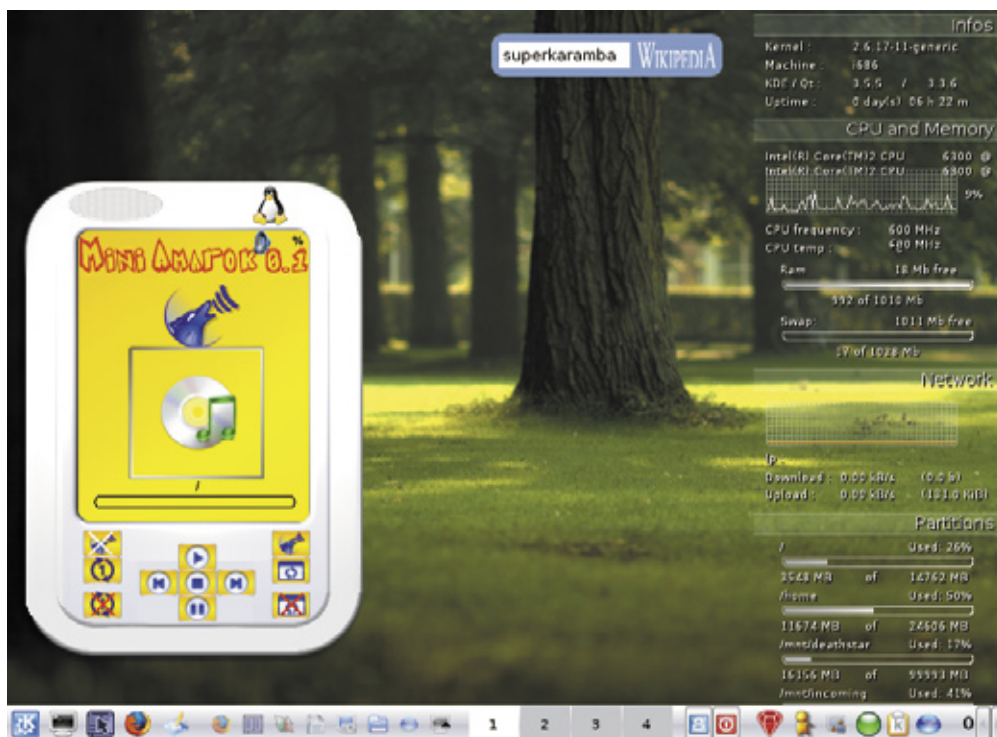 superkaramba WIKIPEDIA
Mini Amarok 0.1
%
/
Infos
Kernel : 2.6.17-11-generic
Machine : i686
KDE / Qt : 3.5.5 / 3.3.6
Uptime : 0 day(s) 06 h 22 m
CPU and Memory
Intel(R) Core(TM)2 CPU 6300 @
Intel(R) Core(TM)2 CPU 6300 @
9%
CPU frequency : 600 MHz
CPU temp : 600 MHz
Ram 18 Mb free
992 of 1010 Mb
Swap: 1011 Mb free
17 of 1028 Mb
Network
Ip
Download : 0.00 kB/s (0.0 b)
Upload : 0.00 kB/s (131.0 KiB)
Partitions
/ Used: 26%
3548 MB of 14762 MB
/home Used: 50%
11674 MB of 24606 MB
/mnt/deathstar Used: 17%
16156 MB of 99993 MB
/mnt/incoming Used: 41%
1 2 3 4 0